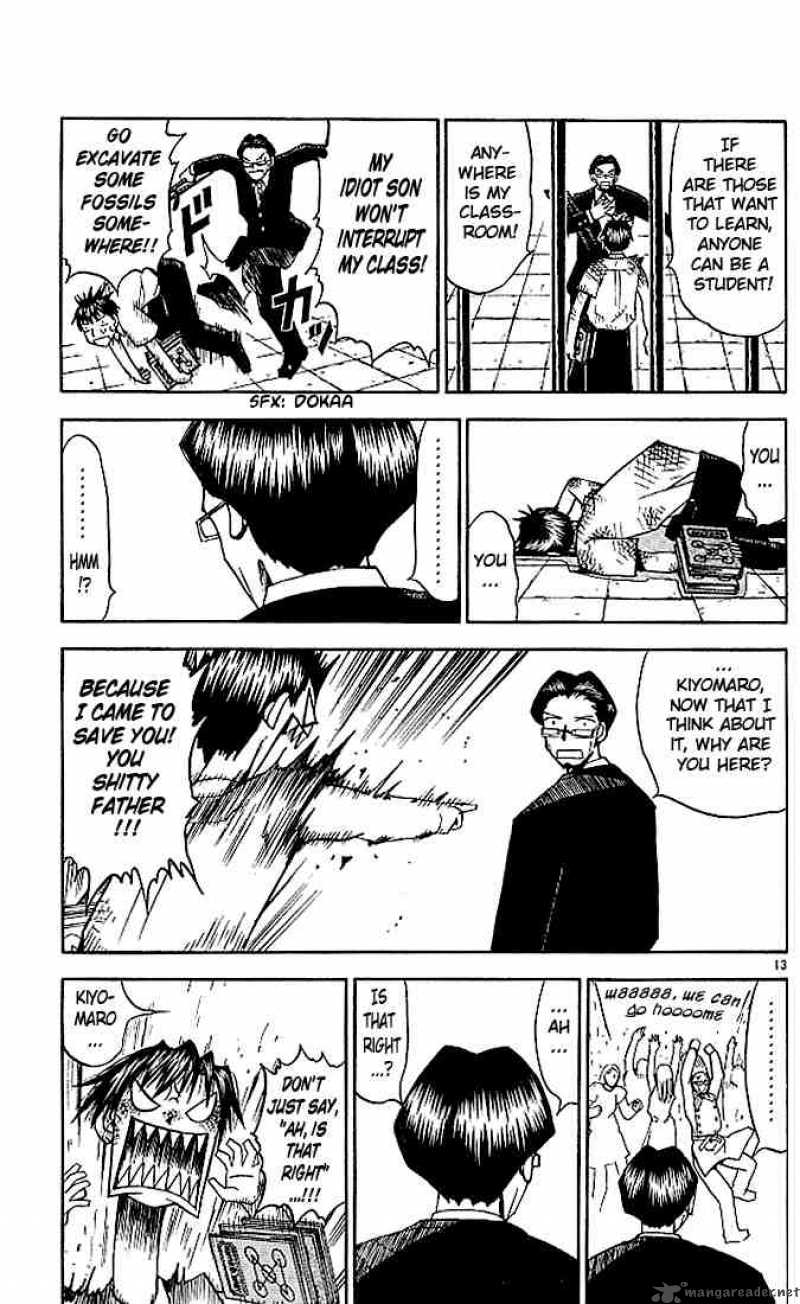 IF
THERE
ARE THOSE
THAT WANT
TO LEARN,
ANYONE
CAN BE A
STUDENT!
ANY-
WHERE
IS MY
CLASS-
ROOM!
MY
IDIOT SON
WON'T
INTERRUPT
MY CLASS!
ドカッ
GO
EXCAVATE
SOME
FOSSILS
SOME-
WHERE!!
SFX: DOKAA
YOU
...
YOU
...
.........
........
HMM
!?
...
KIYOMARO,
NOW THAT I
THINK ABOUT
IT, WHY ARE
YOU HERE?
BECAUSE
I CAME TO
SAVE YOU!
YOU
SHITTY
FATHER
!!!
13
.........
waaaaa, we can
go hoooome
...
AH
...
IS
THAT
RIGHT
...?
DON'T
JUST SAY,
"AH, IS
THAT
RIGHT"
...!!!
KIYO-
MARO
...
mangareader.net